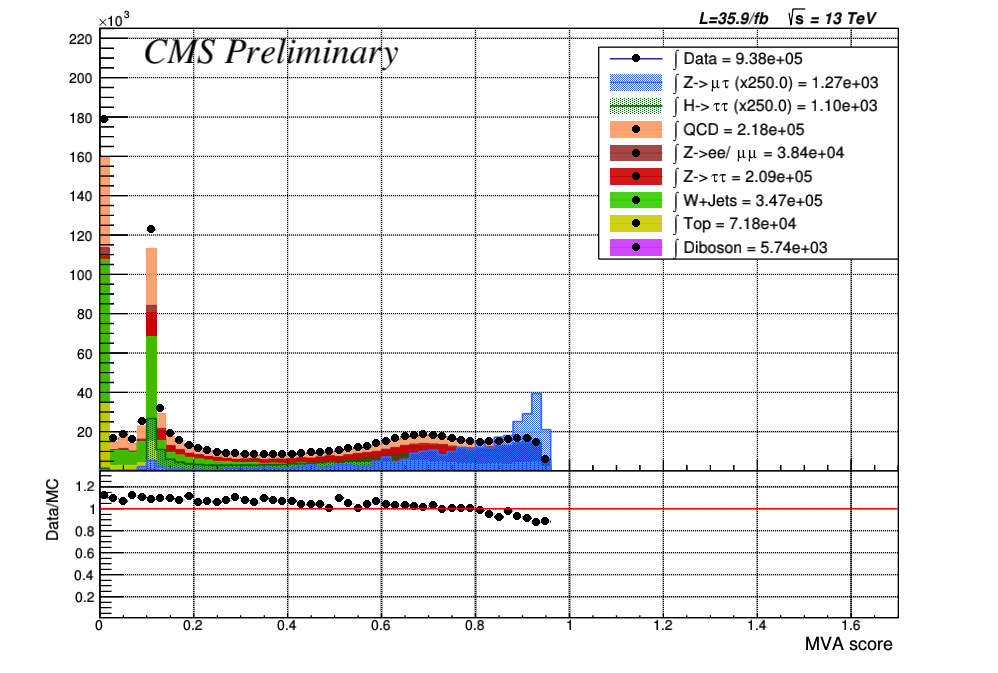 ×10³
L=35.9/fb √s = 13 TeV
CMS Preliminary
220
200
180
160
140
120
100
80
60
40
20
∫ Data = 9.38e+05
∫ Z->μτ (x250.0) = 1.27e+03
∫ H->ττ (x250.0) = 1.10e+03
∫ QCD = 2.18e+05
∫ Z->ee/ μμ = 3.84e+04
∫ Z->ττ = 2.09e+05
∫ W+Jets = 3.47e+05
∫ Top = 7.18e+04
∫ Diboson = 5.74e+03
Data/MC
1.2
1
0.8
0.6
0.4
0.2
0 0.2 0.4 0.6 0.8 1 1.2 1.4 1.6
MVA score